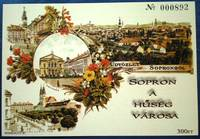 Nº 000892
ÜDVÖZLET
SOPRONBÓL
SOPRON
A
HŰSÉG
VÁROSA
300FT